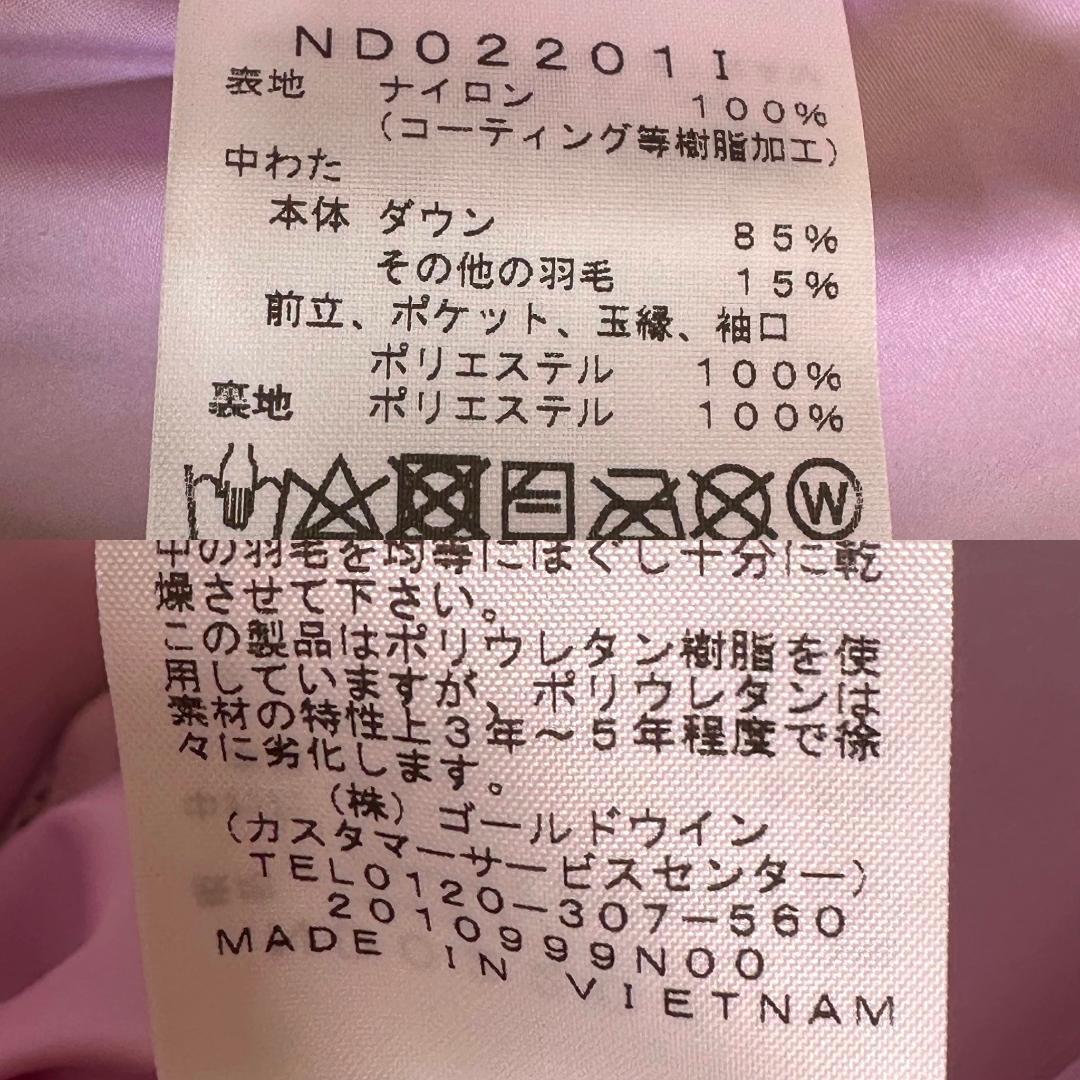 ND02201I
表地 ナイロン 100%
(コーティング等樹脂加工)
中わた
本体 ダウン 85%
その他の羽毛 15%
前立、ポケット、玉縁、袖口
ポリエステル 100%
裏地 ポリエステル 100%
W
中の羽毛を均等にほぐし十分に乾
燥させて下さい。
この製品はポリウレタン樹脂を使
用していますが、ポリウレタンは
素材の特性上3年~5年程度で徐
々に劣化します。
(株)ゴールドウイン
(カスタマーサービスセンター)
TEL0120-307-560
2010999N00
MADE IN VIETNAM